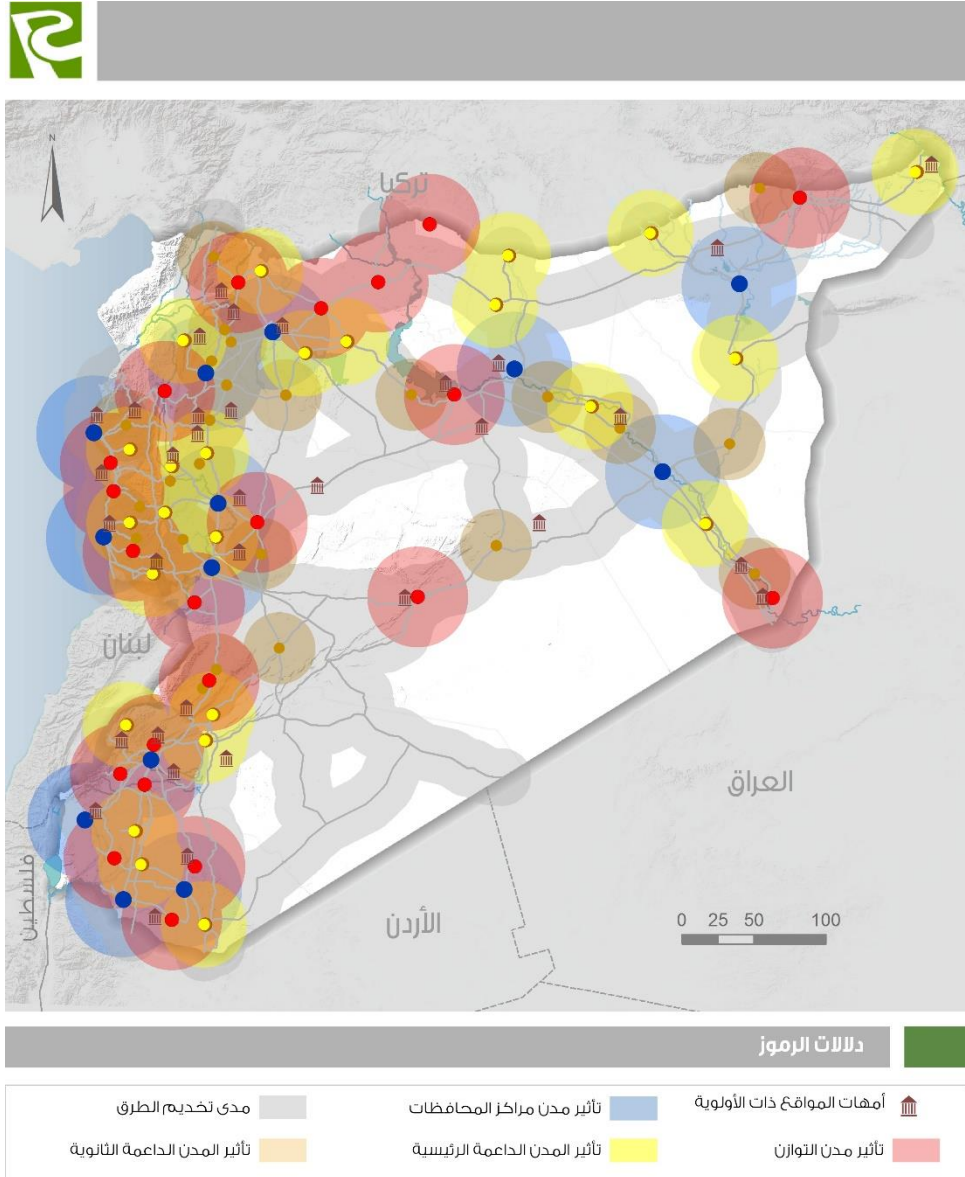 N
تركيا
لبنان
العراق
فلسطين
الأردن
0 25 50 100
دلالات الرموز
أمهات المواقع ذات الأولوية
تأثير مدن مراكز المحافظات
مدى تخديم الطرق
تأثير مدن التوازن
تأثير المدن الداعمة الرئيسية
تأثير المدن الداعمة الثانوية